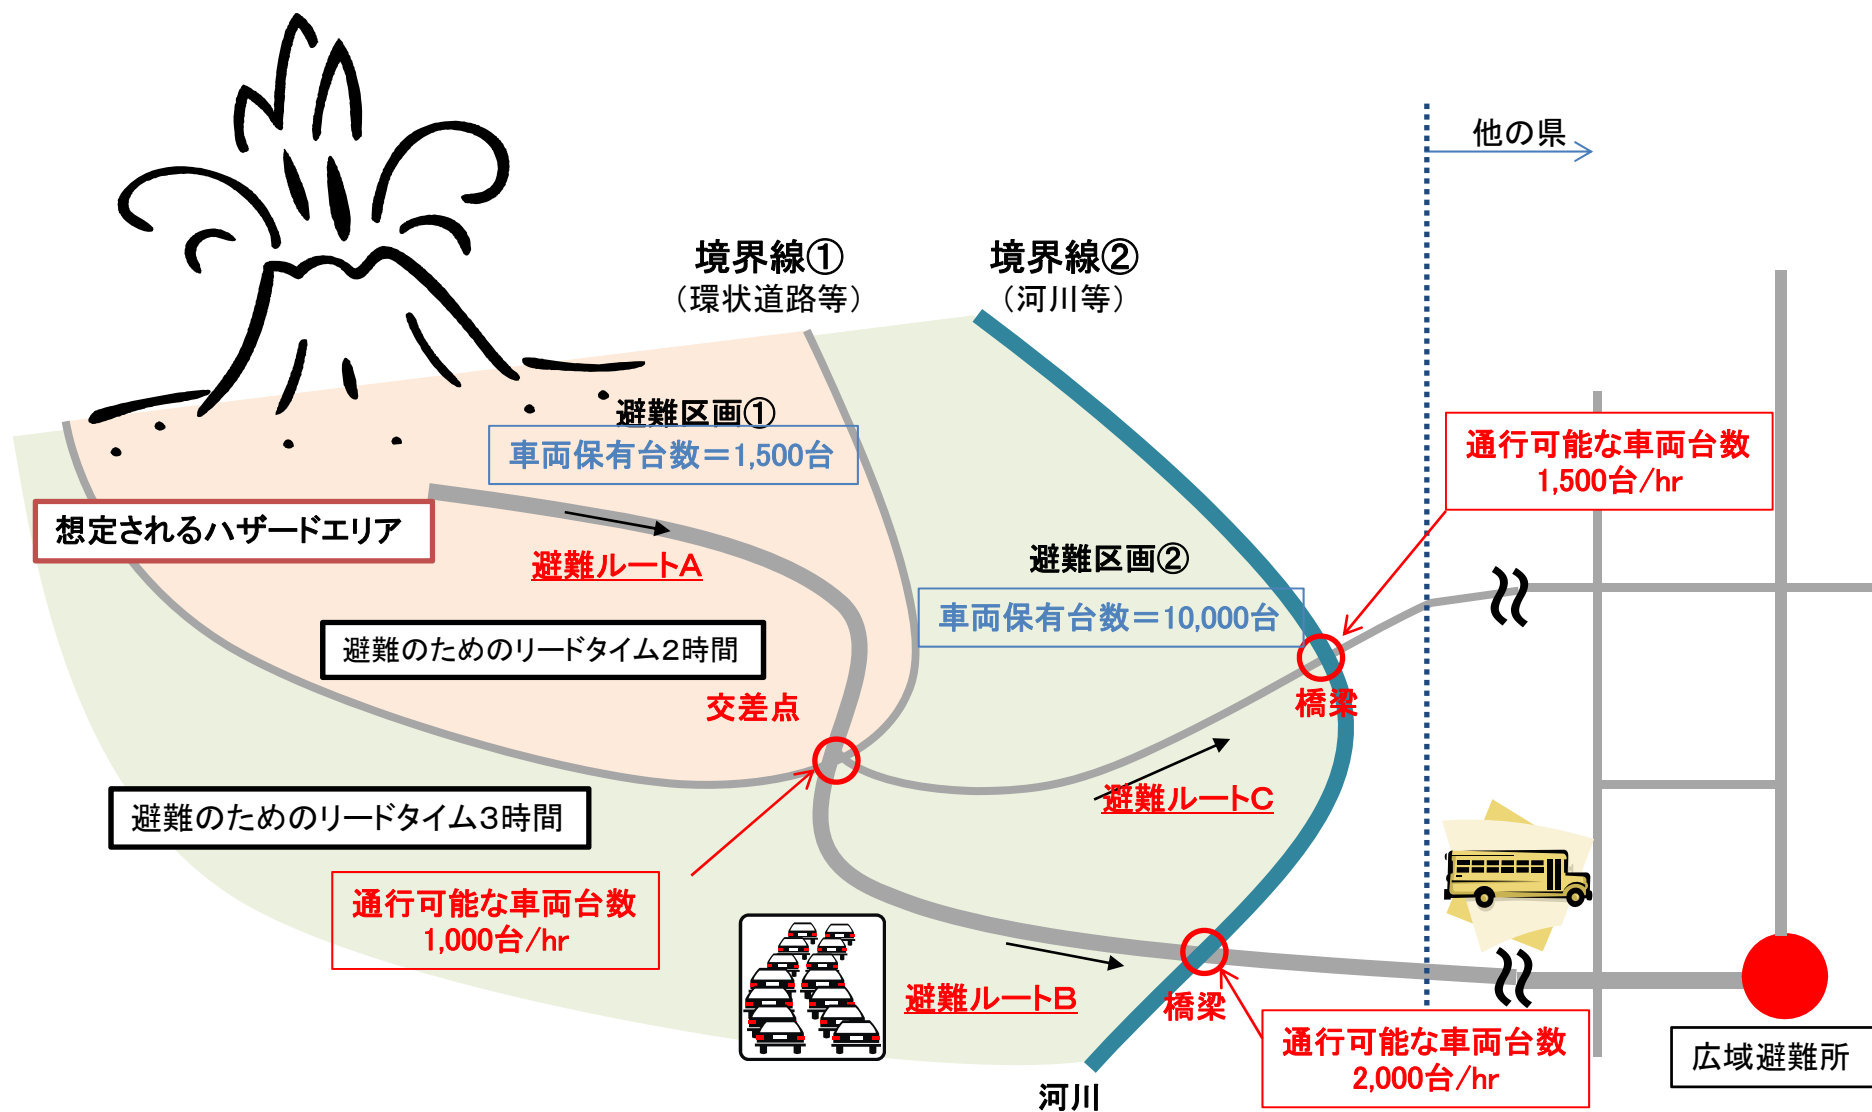 他の県
境界線①
（環状道路等）
境界線②
（河川等）
避難区画①
車両保有台数＝1,500台
通行可能な車両台数
1,500台/hr
想定されるハザードエリア
避難ルートA
避難区画②
車両保有台数＝10,000台
避難のためのリードタイム２時間
交差点
橋梁
避難のためのリードタイム３時間
避難ルートC
通行可能な車両台数
1,000台/hr
避難ルートB
橋梁
通行可能な車両台数
2,000台/hr
広域避難所
河川